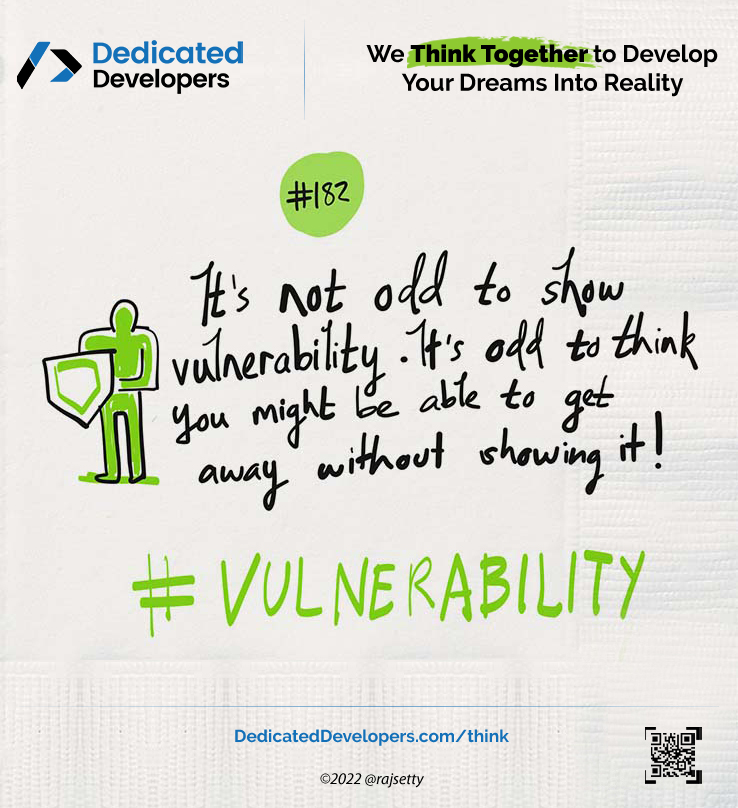 Dedicated
Developers
We Think Together to Develop
Your Dreams Into Reality
#182
It's not odd to show
vulnerability. It's odd to think
you might be able to get
away without showing it!
# VULNERABILITY
DedicatedDevelopers.com/think
©2022 @rajsetty